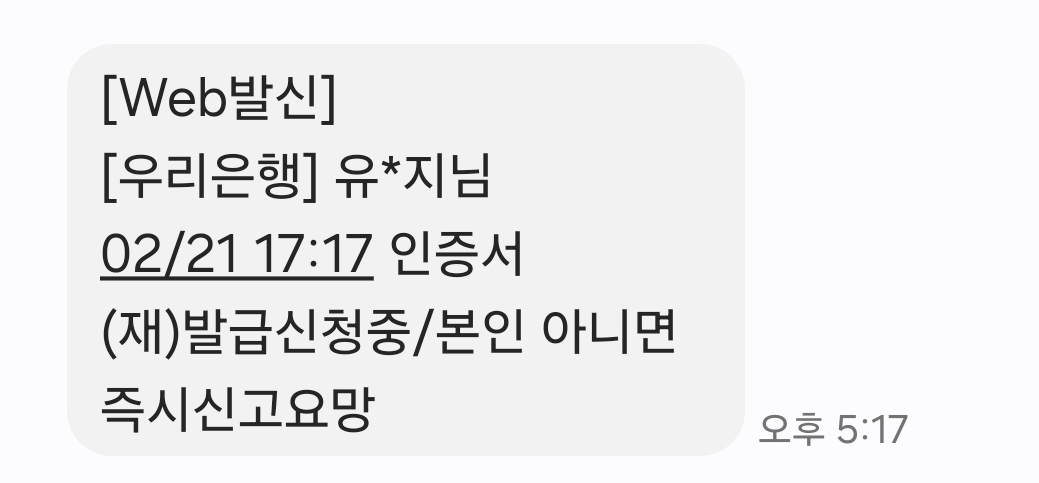 [Web발신]
[우리은행] 유*지님
02/21 17:17 인증서
(재)발급신청중/본인 아니면
즉시신고요망
오후 5:17